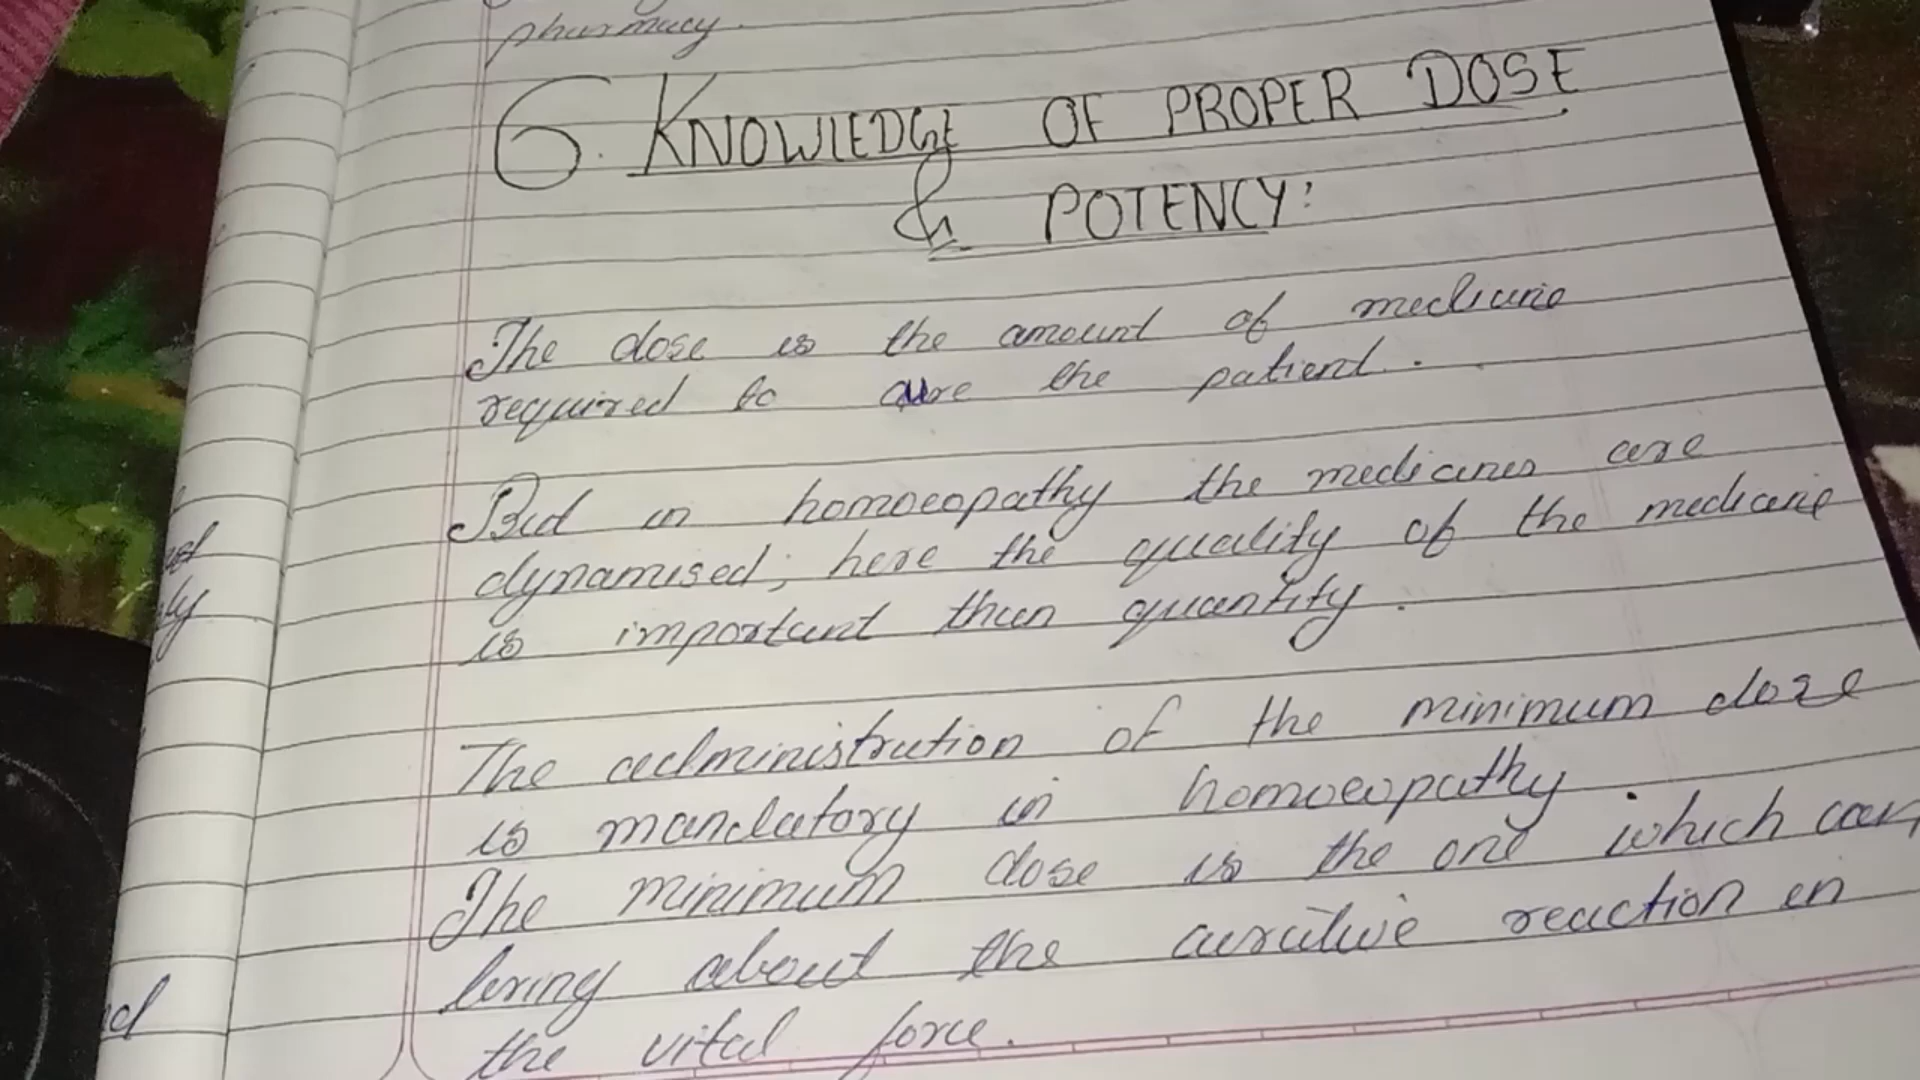 pharmacy.
6. KNOWLEDGE OF PROPER DOSE
& POTENCY:
The dose is the amount of medicine
required to cure the patient.
But in homoeopathy the medicines are
dynamised; here the quality of the medicine
is important than quantity.
The administration of the minimum dose
is mandatory in homoeopathy.
The minimum dose is the one which can
bring about the curative reaction in
the vital force.